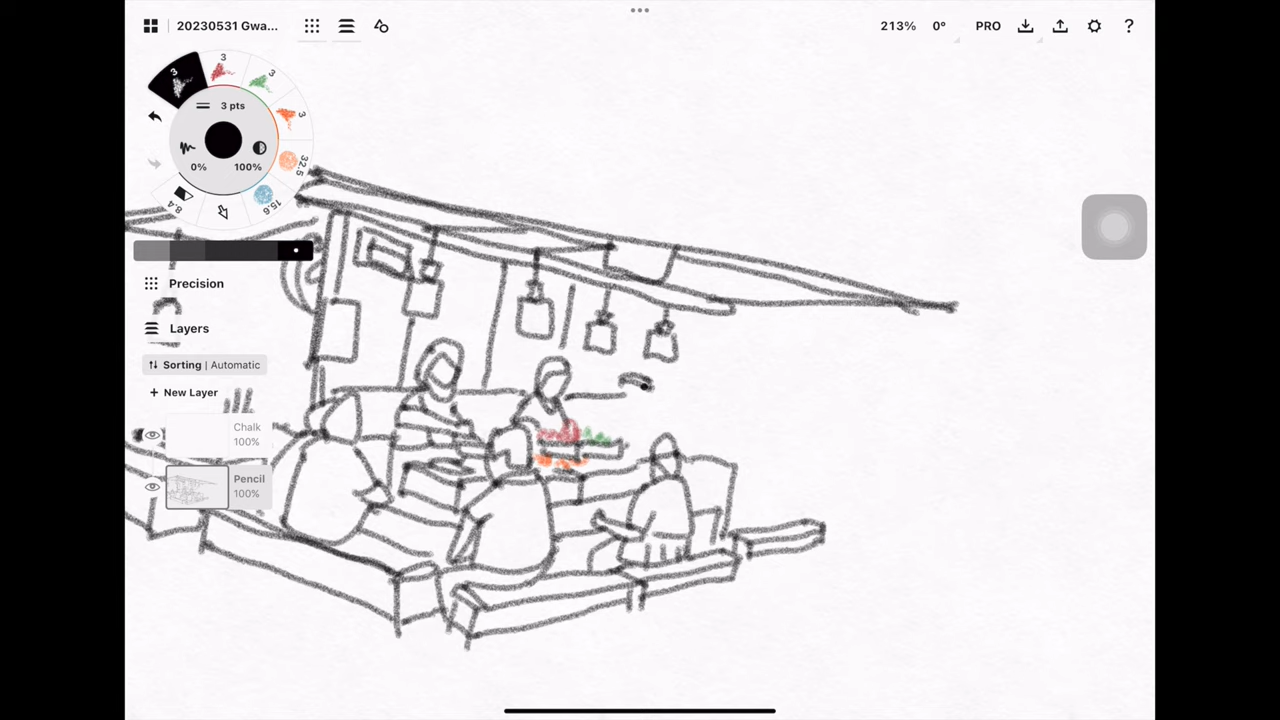 20230531 Gwa...
213%
0°
PRO
?
3
3
3
3
32.5
15.6
8.4
3 pts
0%
100%
Precision
Layers
Sorting | Automatic
+ New Layer
Chalk
100%
Pencil
100%